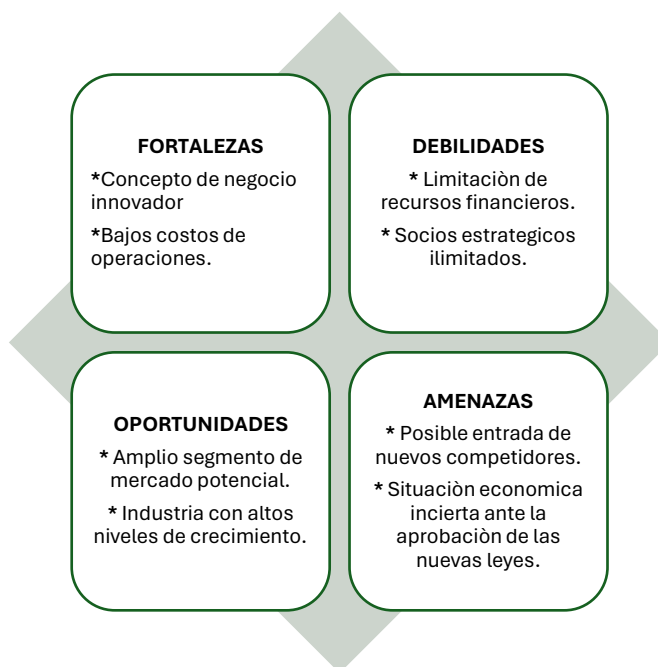 FORTALEZAS
*Concepto de negocio
innovador
*Bajos costos de
operaciones.
DEBILIDADES
* Limitaciòn de
recursos financieros.
* Socios estrategicos
ilimitados.
OPORTUNIDADES
* Amplio segmento de
mercado potencial.
* Industria con altos
niveles de crecimiento.
AMENAZAS
* Posible entrada de
nuevos competidores.
* Situaciòn economica
incierta ante la
aprobaciòn de las
nuevas leyes.